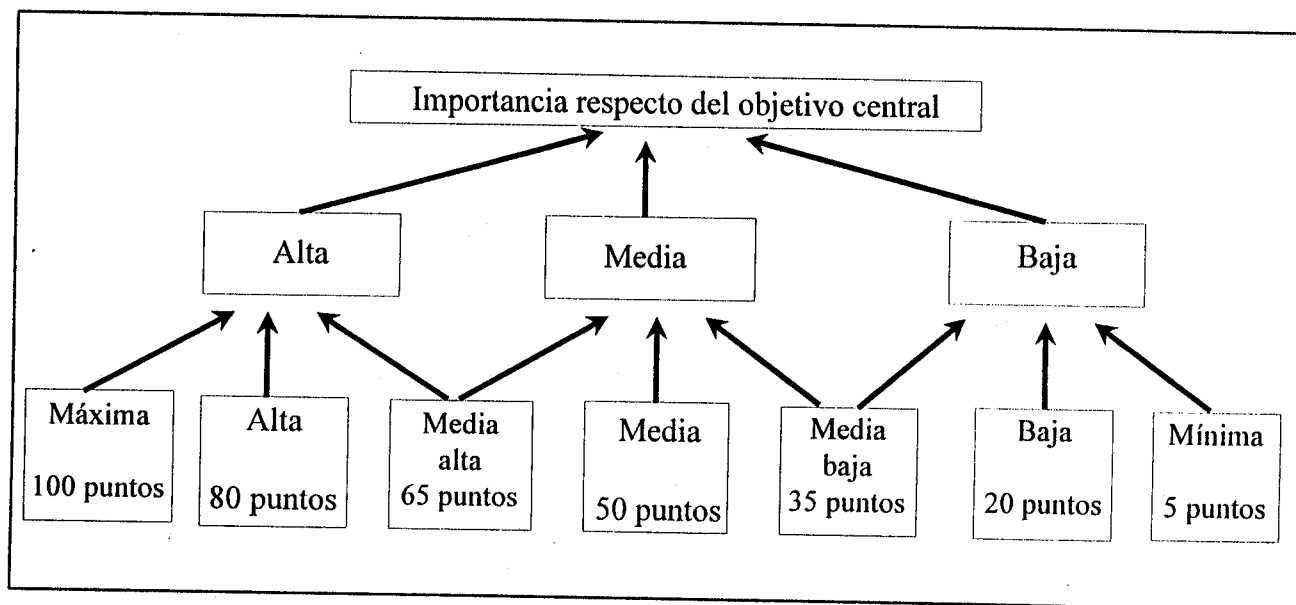 Importancia respecto del objetivo central
Alta
Media
Baja
Máxima
100 puntos
Alta
80 puntos
Media
alta
65 puntos
Media
50 puntos
Media
baja
35 puntos
Baja
20 puntos
Mínima
5 puntos